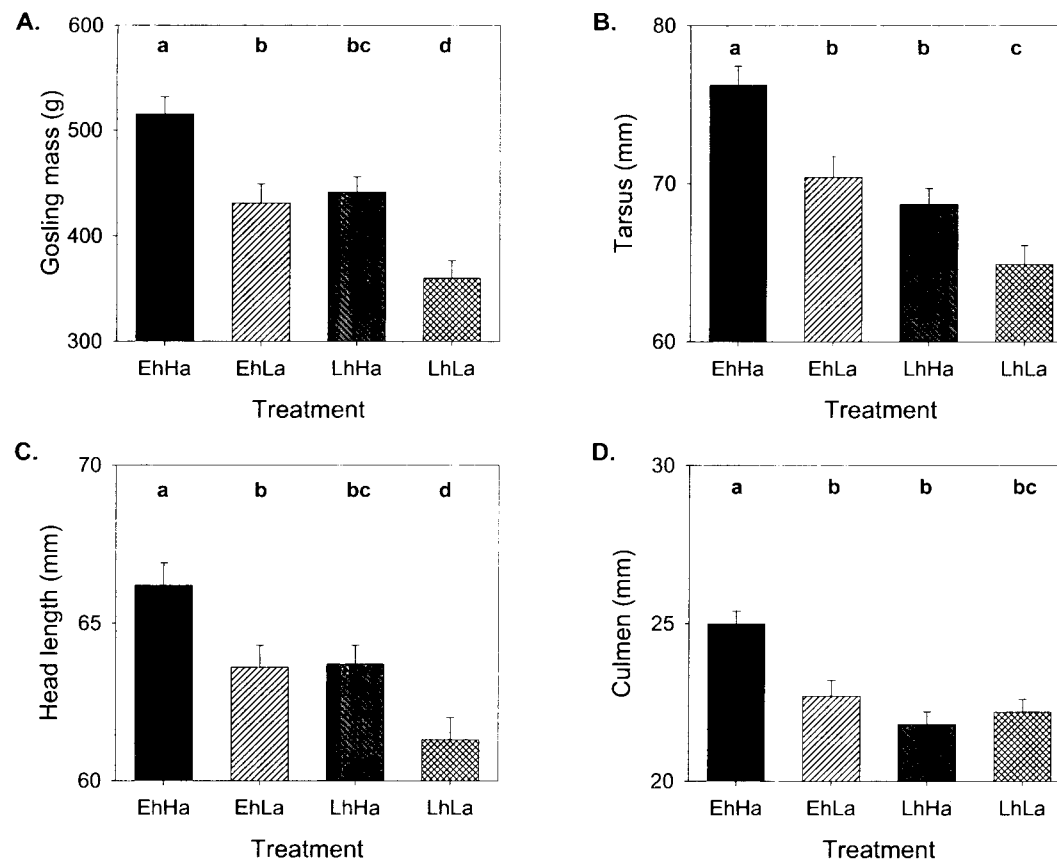 A.
600
a b bc d
500
400
300
Gosling mass (g)
EhHa EhLa LhHa LhLa
Treatment
B.
80
a b b c
70
60
Tarsus (mm)
EhHa EhLa LhHa LhLa
Treatment
C.
70
a b bc d
65
60
Head length (mm)
EhHa EhLa LhHa LhLa
Treatment
D.
30
a b b bc
25
20
Culmen (mm)
EhHa EhLa LhHa LhLa
Treatment